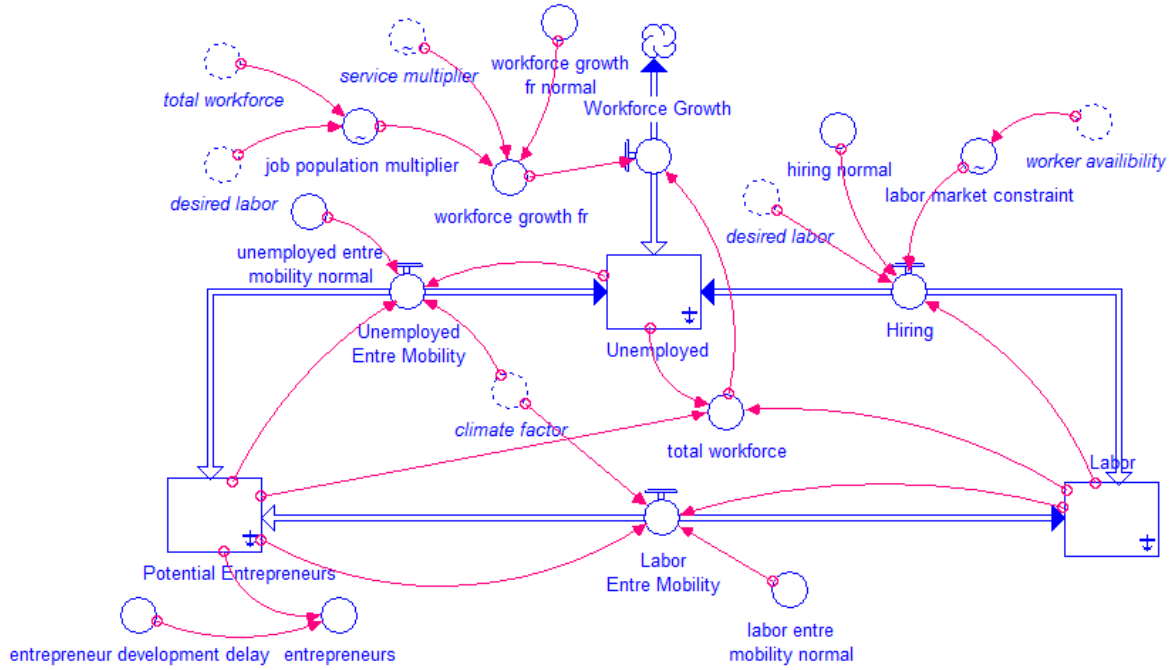 service multiplier
workforce growth
fr normal
total workforce
Workforce Growth
job population multiplier
hiring normal
worker availibility
labor market constraint
desired labor
workforce growth fr
desired labor
unemployed entre
mobility normal
Unemployed
Entre Mobility
Unemployed
Hiring
climate factor
total workforce
Labor
Potential Entrepreneurs
Labor
Entre Mobility
entrepreneur development delay
entrepreneurs
labor entre
mobility normal